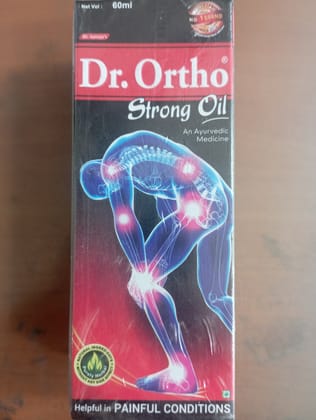 Net Vol : 60ml
Dr. Ortho®
Strong Oil
An Ayurvedic
Medicine
Helpful in PAINFUL CONDITIONS